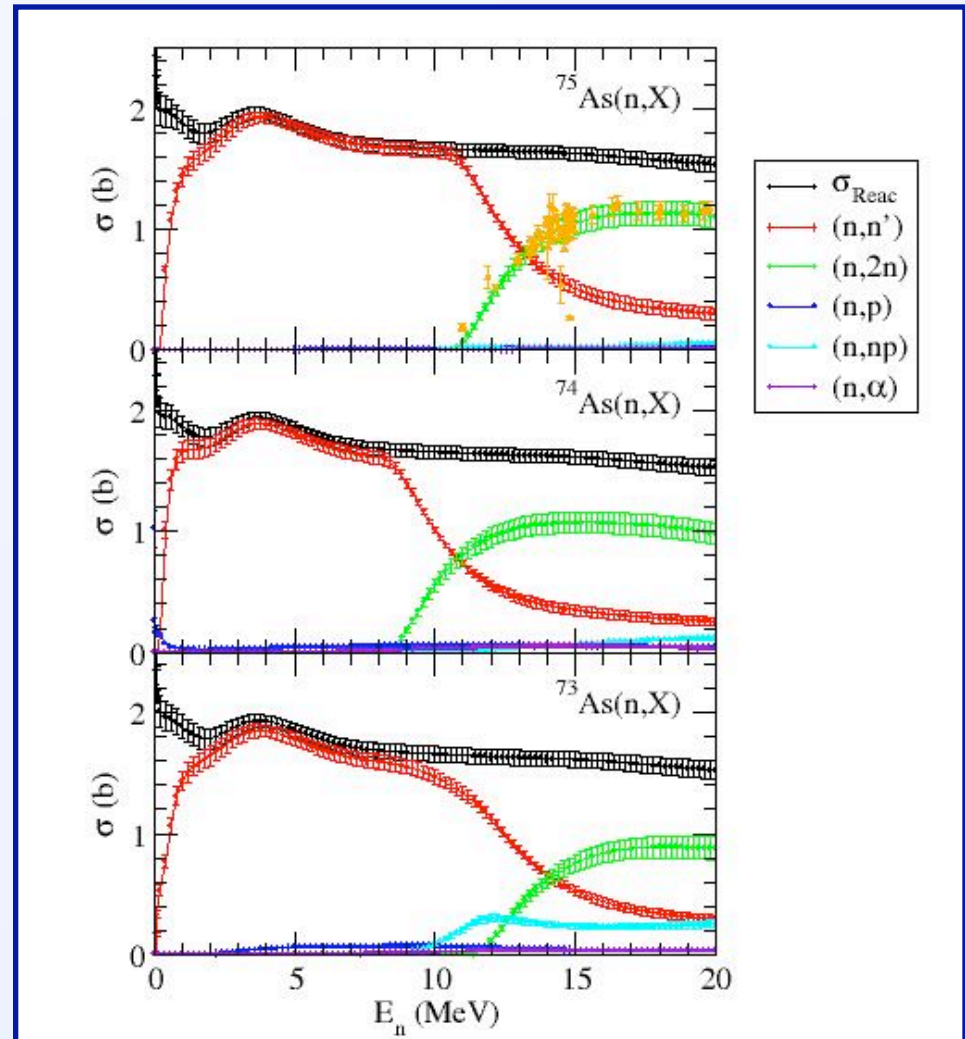 ⁷⁵As(n,X)
2
1
0
σ (b)
⁷⁴As(n,X)
2
1
0
σ (b)
⁷³As(n,X)
2
1
0
σ (b)
0 5 10 15 20
E_n (MeV)
σ_Reac
(n,n')
(n,2n)
(n,p)
(n,np)
(n,α)